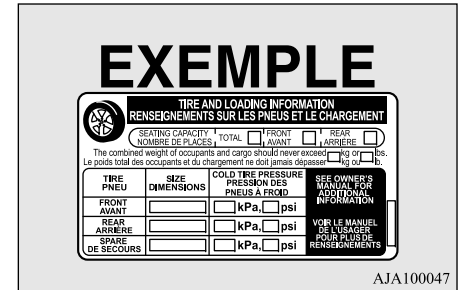 EXEMPLE
TIRE AND LOADING INFORMATION
RENSEIGNEMENTS SUR LES PNEUS ET LE CHARGEMENT
SEATING CAPACITY TOTAL FRONT REAR
NOMBRE DE PLACES AVANT ARRIÈRE
The combined weight of occupants and cargo should never exceed kg or lbs.
Le poids total des occupants et du chargement ne doit jamais dépasser kg ou lb.
TIRE SIZE COLD TIRE PRESSURE SEE OWNER'S
PNEU DIMENSIONS PRESSION DES MANUAL FOR
PNEUS À FROID ADDITIONAL
INFORMATION
FRONT
AVANT kPa, psi
REAR VOIR LE MANUEL
ARRIÈRE kPa, psi DE L'USAGER
SPARE POUR PLUS DE
DE SECOURS kPa, psi RENSEIGNEMENTS
AJA100047